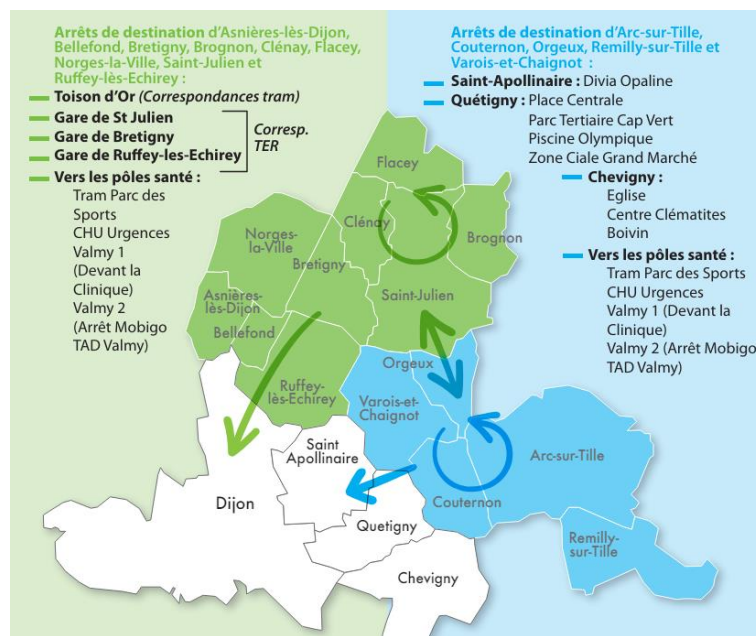 Arrêts de destination d'Asnières-lès-Dijon,
Bellefond, Bretigny, Brognon, Clénay, Flacey,
Norges-la-Ville, Saint-Julien et
Ruffey-lès-Echirey :
Toison d'Or (Correspondances tram)
Gare de St Julien
Gare de Bretigny
Gare de Ruffey-les-Echirey
Corresp.
TER
Vers les pôles santé :
Tram Parc des
Sports
CHU Urgences
Valmy 1
(Devant la
Clinique)
Valmy 2
(Arrêt Mobigo
TAD Valmy)
Arrêts de destination d'Arc-sur-Tille,
Couternon, Orgeux, Remilly-sur-Tille et
Varois-et-Chaignot :
Saint-Apollinaire : Divia Opaline
Quétigny : Place Centrale
Parc Tertiaire Cap Vert
Piscine Olympique
Zone Ciale Grand Marché
Chevigny :
Eglise
Centre Clématites
Boivin
Vers les pôles santé :
Tram Parc des Sports
CHU Urgences
Valmy 1 (Devant la
Clinique)
Valmy 2 (Arrêt Mobigo
TAD Valmy)
Flacey
Clénay
Brognon
Norges-
la-Ville
Bretigny
Saint-Julien
Asnières-
lès-Dijon
Bellefond
Ruffey-
lès-Echirey
Orgeux
Varois-et-
Chaignot
Saint
Apollinaire
Arc-sur-Tille
Dijon
Couternon
Quetigny
Remilly-
sur-Tille
Chevigny